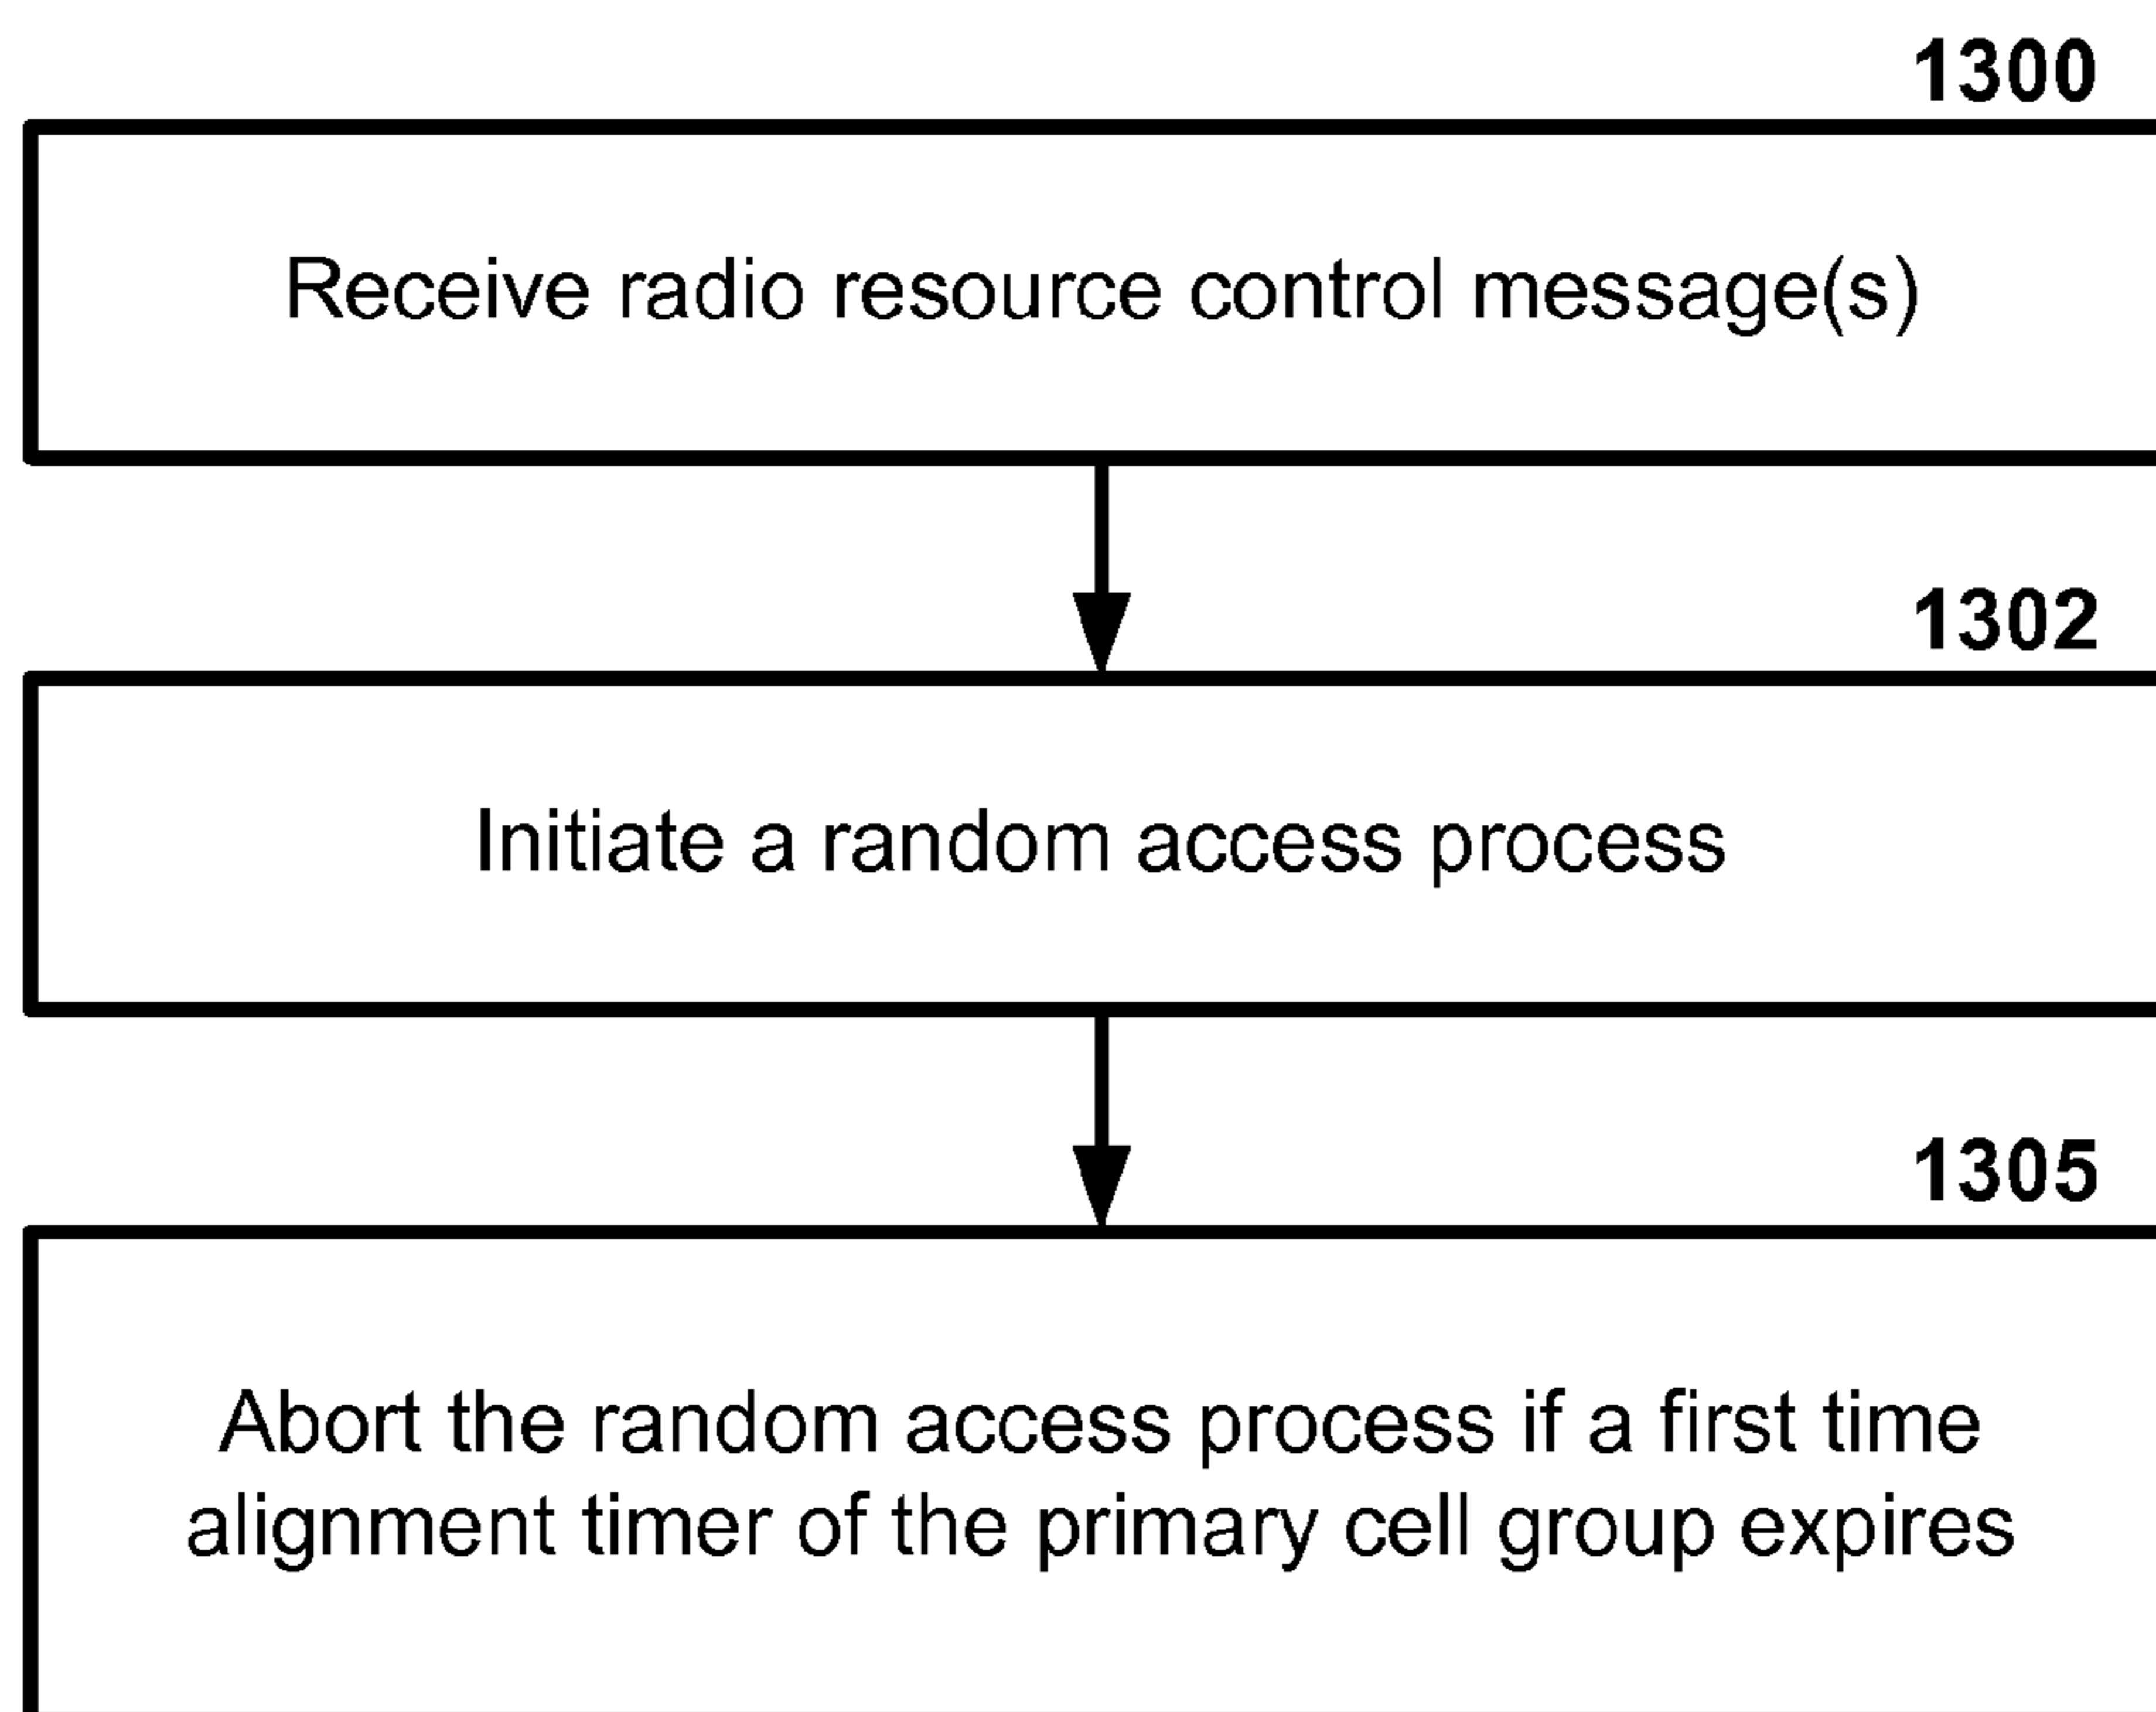 1300
Receive radio resource control message(s)
1302
Initiate a random access process
1305
Abort the random access process if a first time
alignment timer of the primary cell group expires